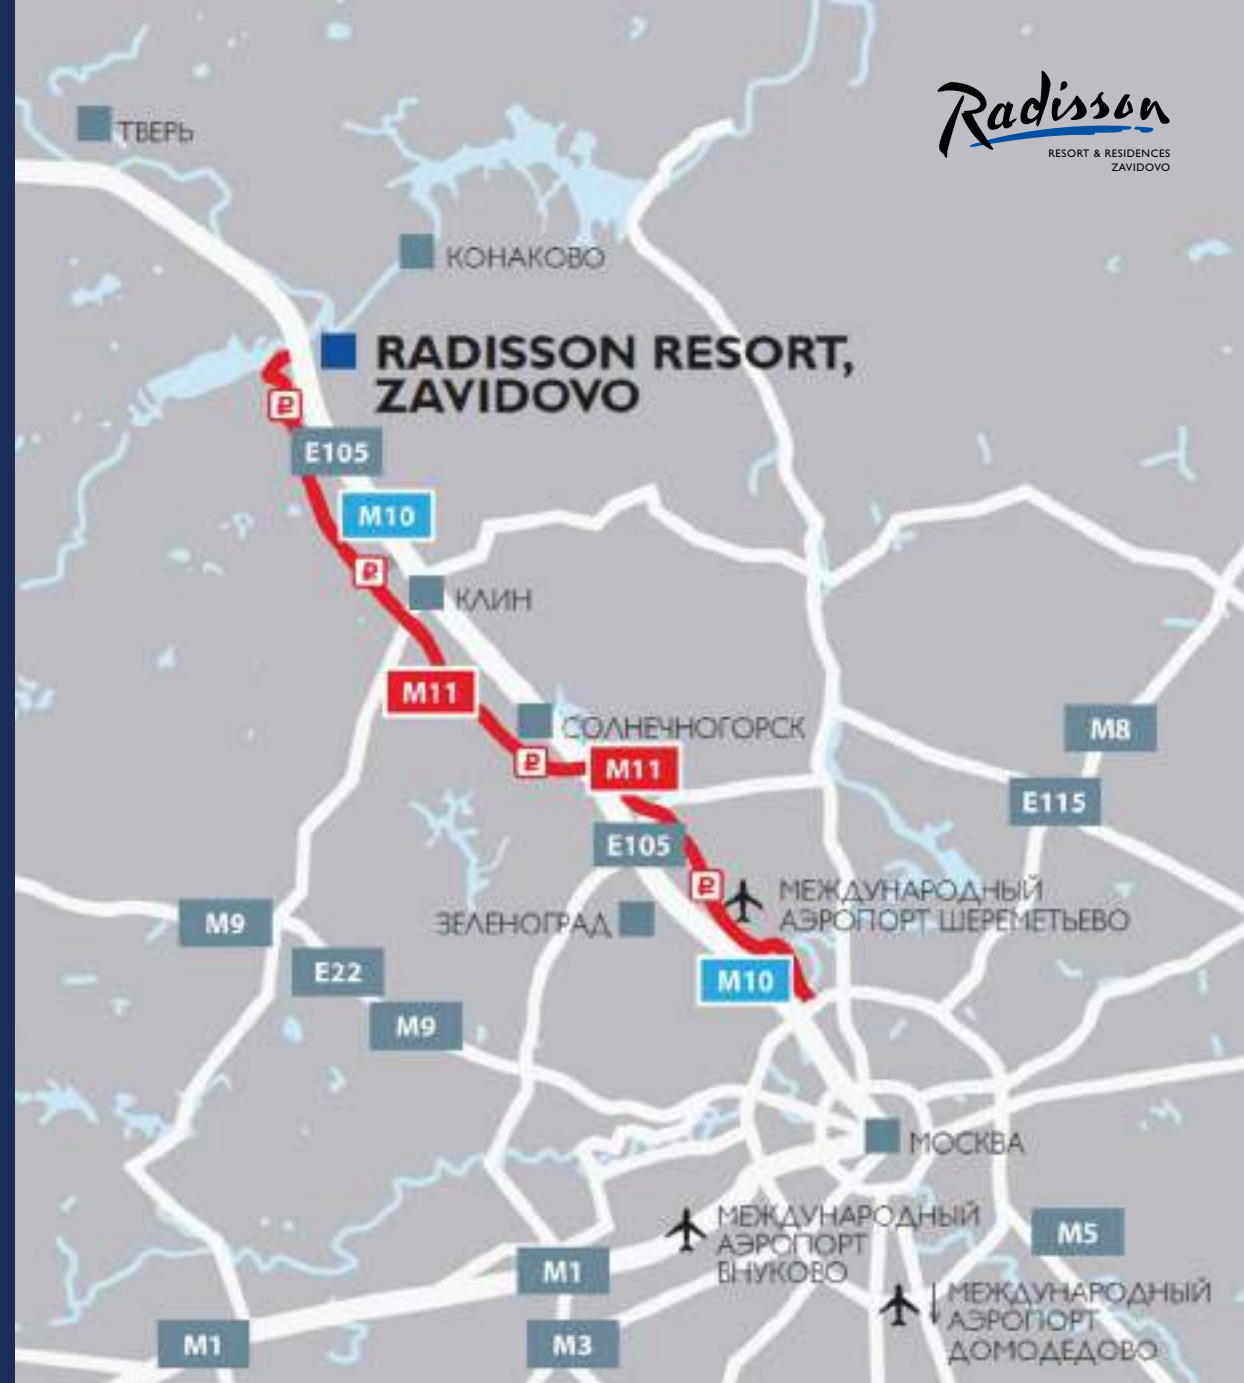 Radisson
RESORT & RESIDENCES
ZAVIDOVO
ТВЕРЬ
КОНАКОВО
RADISSON RESORT,
ZAVIDOVO
₽
E105
M10
₽
КЛИН
M11
СОЛНЕЧНОГОРСК
M8
₽
M11
E115
E105
₽
МЕЖДУНАРОДНЫЙ
АЭРОПОРТ ШЕРЕМЕТЬЕВО
M9
ЗЕЛЕНОГРАД
E22
M10
M9
МОСКВА
МЕЖДУНАРОДНЫЙ
АЭРОПОРТ
ВНУКОВО
M5
M1
МЕЖДУНАРОДНЫЙ
АЭРОПОРТ
ДОМОДЕДОВО
M1
M3